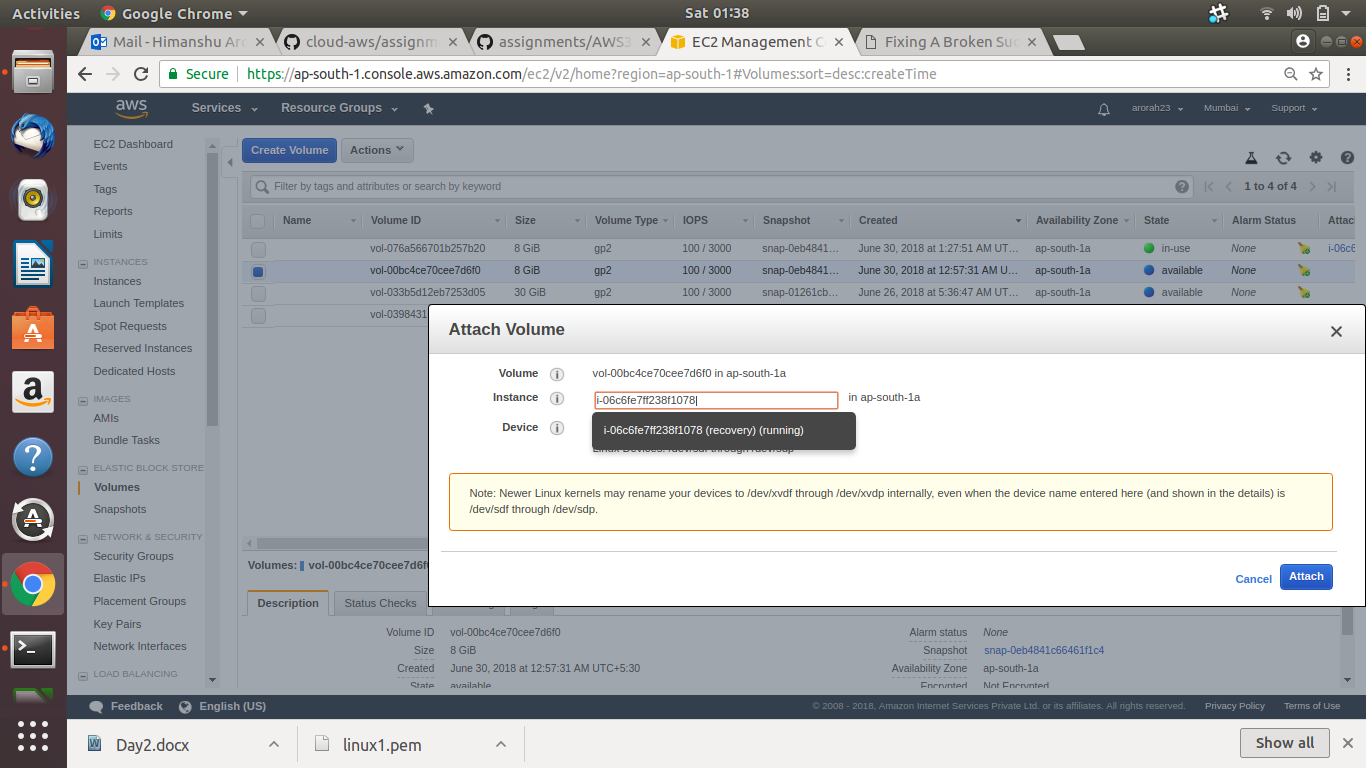 Activities Google Chrome Sat 01:38
Mail - Himanshu Aro cloud-aws/assignm assignments/AWS3 EC2 Management C Fixing A Broken Suc
Secure https://ap-south-1.console.aws.amazon.com/ec2/v2/home?region=ap-south-1#Volumes:sort=desc:createTime
aws Services Resource Groups arorah23 Mumbai Support
EC2 Dashboard
Events
Tags
Reports
Limits
INSTANCES
Instances
Launch Templates
Spot Requests
Reserved Instances
Dedicated Hosts
IMAGES
AMIs
Bundle Tasks
ELASTIC BLOCK STORE
Volumes
Snapshots
NETWORK & SECURITY
Security Groups
Elastic IPs
Placement Groups
Key Pairs
Network Interfaces
LOAD BALANCING
Create Volume Actions
Filter by tags and attributes or search by keyword 1 to 4 of 4
Name Volume ID Size Volume Type IOPS Snapshot Created Availability Zone State Alarm Status Attac
vol-076a566701b257b20 8 GiB gp2 100 / 3000 snap-0eb4841... June 30, 2018 at 1:27:51 AM UT... ap-south-1a in-use None i-06c6
vol-00bc4ce70cee7d6f0 8 GiB gp2 100 / 3000 snap-0eb4841... June 30, 2018 at 12:57:31 AM U... ap-south-1a available None
vol-033b5d12eb7253d05 30 GiB gp2 100 / 3000 snap-01261cb... June 26, 2018 at 5:36:47 AM UT... ap-south-1a available None
vol-0398431
Attach Volume
Volume vol-00bc4ce70cee7d6f0 in ap-south-1a
Instance i-06c6fe7ff238f1078 in ap-south-1a
i-06c6fe7ff238f1078 (recovery) (running)
Device
Linux Devices: /dev/sdf through /dev/sdp
Note: Newer Linux kernels may rename your devices to /dev/xvdf through /dev/xvdp internally, even when the device name entered here (and shown in the details) is
/dev/sdf through /dev/sdp.
Cancel Attach
Volumes: vol-00bc4ce70cee7d6f0
Description Status Checks
Volume ID vol-00bc4ce70cee7d6f0 Alarm status None
Size 8 GiB Snapshot snap-0eb4841c66461f1c4
Created June 30, 2018 at 12:57:31 AM UTC+5:30 Availability Zone ap-south-1a
State available Encrypted Not Encrypted
Feedback English (US) © 2008 - 2018, Amazon Internet Services Private Ltd. or its affiliates. All rights reserved. Privacy Policy Terms of Use
Day2.docx linux1.pem Show all